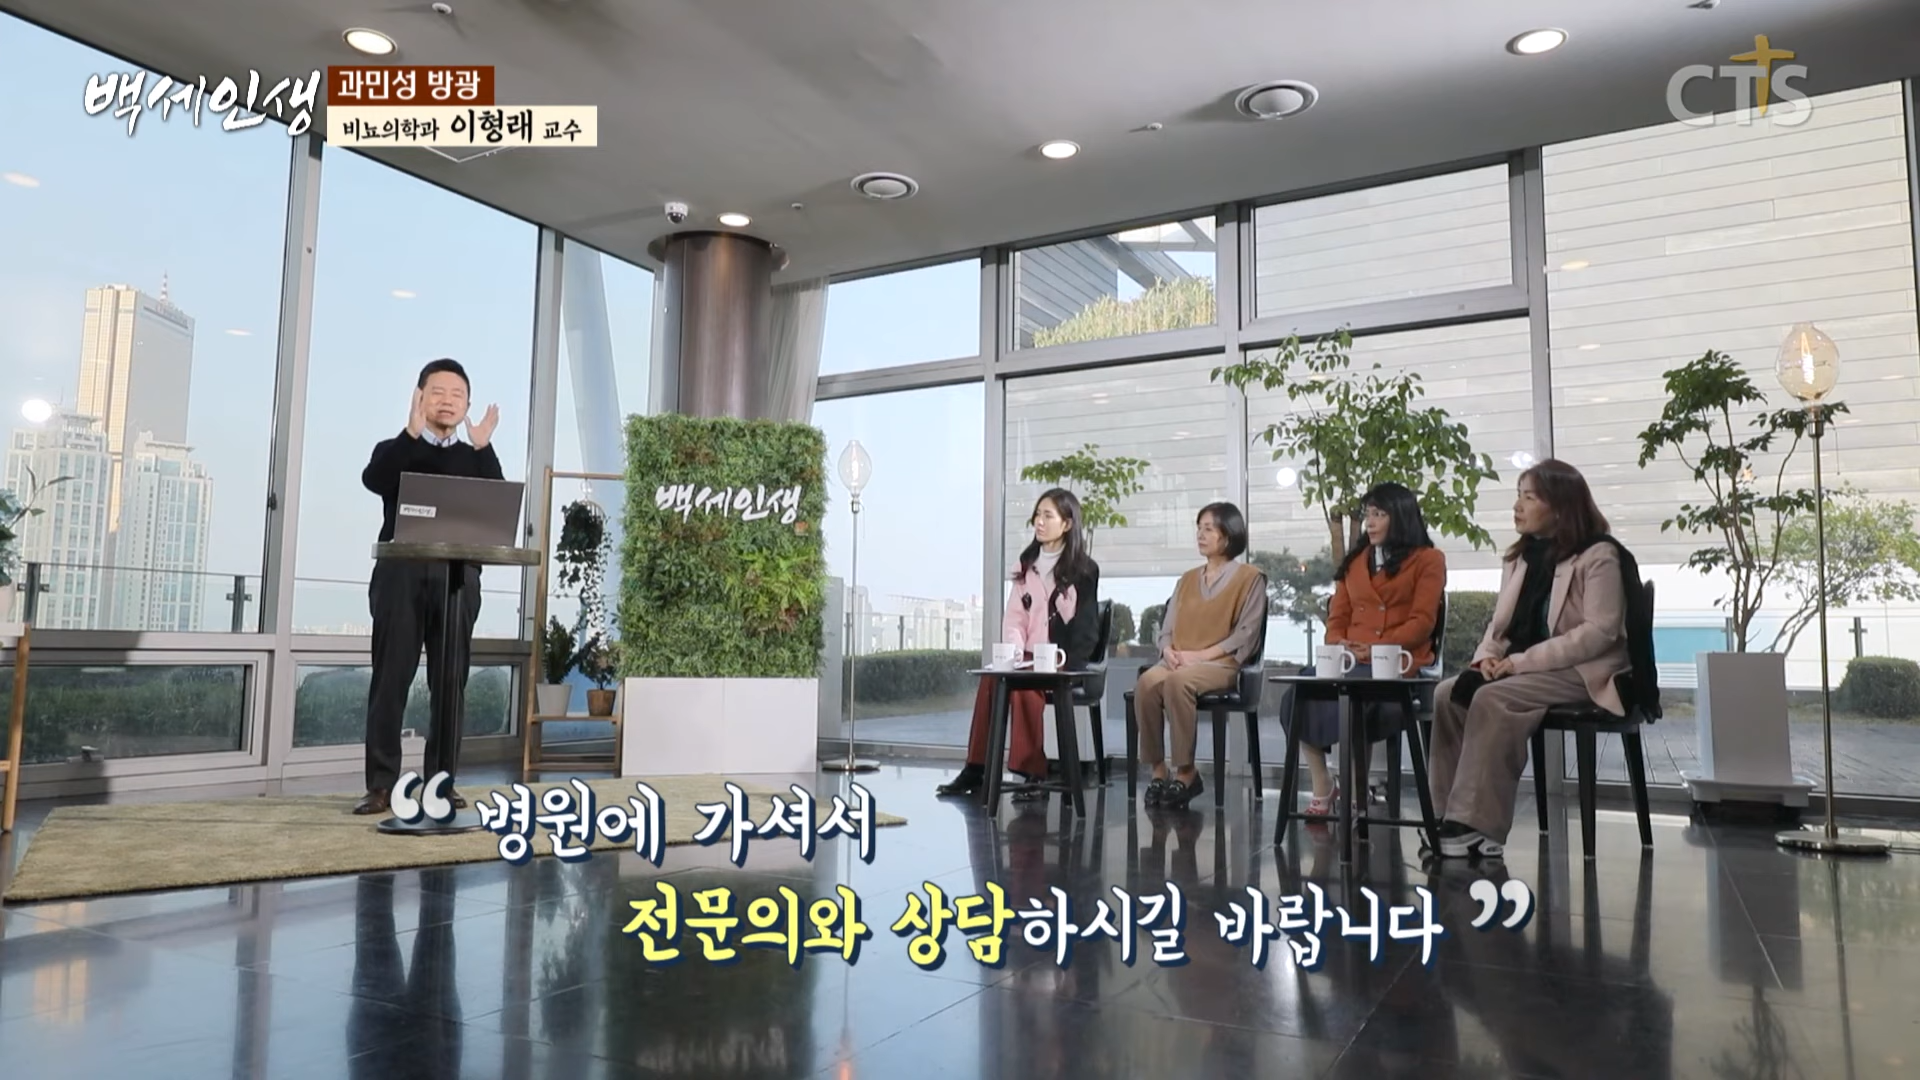 백세인생
과민성 방광
비뇨의학과 이형래 교수
CTS
백세인생
“병원에 가셔서
전문의와 상담하시길 바랍니다”